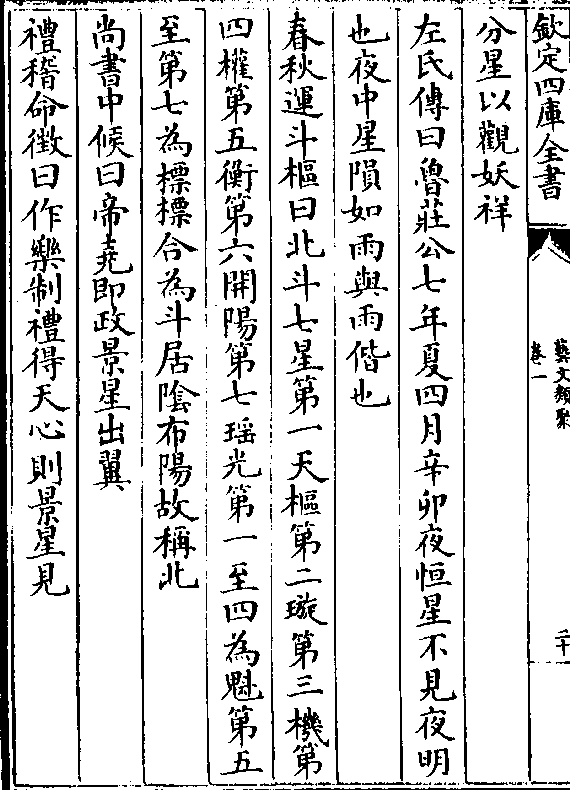 欽定四庫全書
藝文類聚
卷一
二十
分星以觀妖祥
左氏傳曰魯莊公七年夏四月辛卯夜恒星不見夜明
也夜中星隕如雨與雨偕也
春秋運斗樞曰北斗七星第一天樞第二璇第三機第
四權第五衡第六開陽第七瑶光第一至四為魁第五
至第七為標標合為斗居陰布陽故稱北
尚書中候曰帝堯即政景星出翼
禮稽命徵曰作樂制禮得天心則景星見